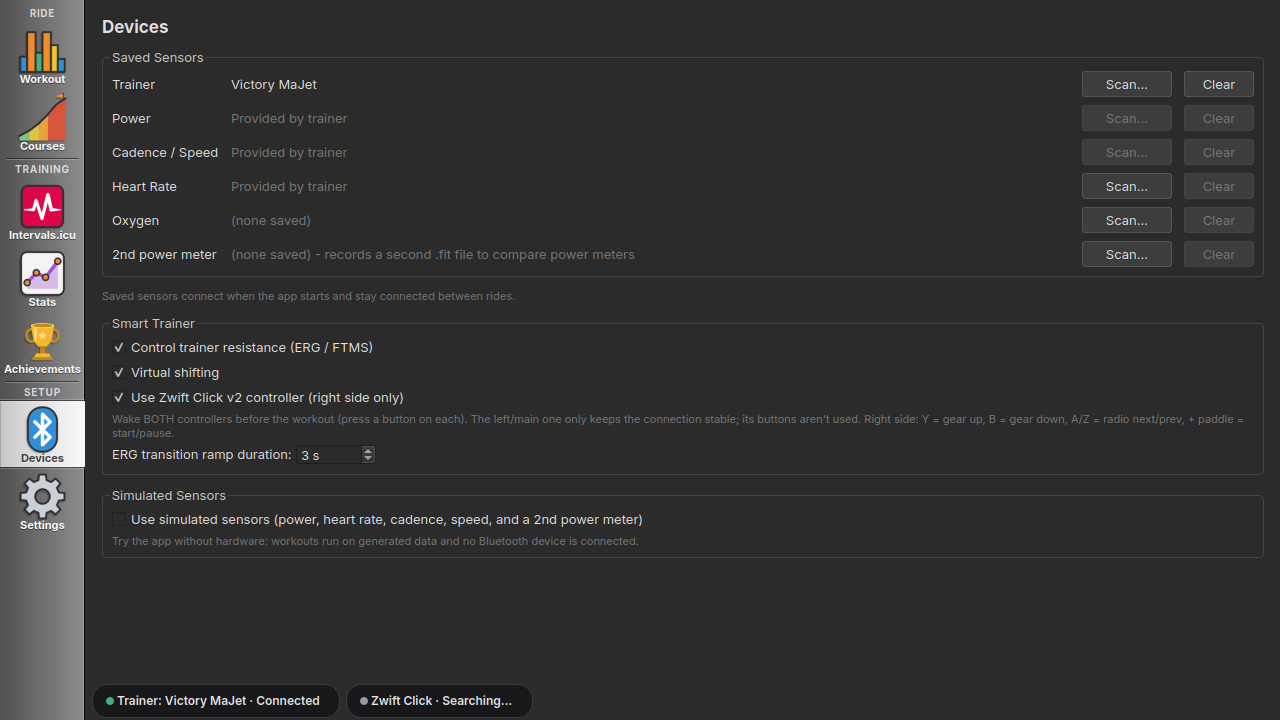 RIDE
Workout
Courses
TRAINING
Intervals.icu
Stats
Achievements
SETUP
Devices
Settings
Devices
Saved Sensors
Trainer Victory MaJet Scan... Clear
Power Provided by trainer Scan... Clear
Cadence / Speed Provided by trainer Scan... Clear
Heart Rate Provided by trainer Scan... Clear
Oxygen (none saved) Scan... Clear
2nd power meter (none saved) - records a second .fit file to compare power meters Scan... Clear
Saved sensors connect when the app starts and stay connected between rides.
Smart Trainer
Control trainer resistance (ERG / FTMS)
Virtual shifting
Use Zwift Click v2 controller (right side only)
Wake BOTH controllers before the workout (press a button on each). The left/main one only keeps the connection stable; its buttons aren't used. Right side: Y = gear up, B = gear down, A/Z = radio next/prev, + paddle =
start/pause.
ERG transition ramp duration: 3 s
Simulated Sensors
Use simulated sensors (power, heart rate, cadence, speed, and a 2nd power meter)
Try the app without hardware: workouts run on generated data and no Bluetooth device is connected.
Trainer: Victory MaJet · Connected Zwift Click · Searching...